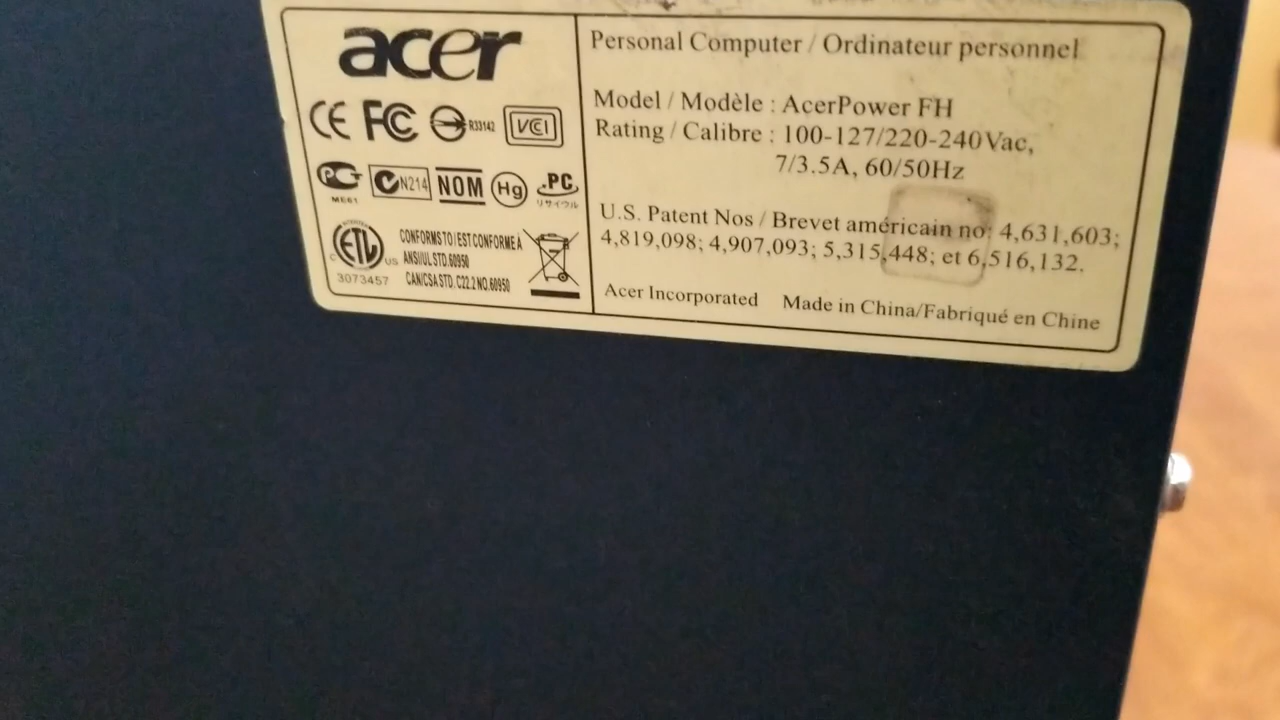 acer
CE FC R33142 VCI
PCT ME61 N214 NOM Hg PC リサイクル
ETL C US 3073457
CONFORMS TO / EST CONFORME A
ANSI/UL STD. 60950
CAN/CSA STD. C22.2 NO. 60950
Personal Computer / Ordinateur personnel
Model / Modèle : AcerPower FH
Rating / Calibre : 100-127/220-240Vac,
7/3.5A, 60/50Hz
U.S. Patent Nos / Brevet américain no: 4,631,603;
4,819,098; 4,907,093; 5,315,448; et 6,516,132.
Acer Incorporated Made in China/Fabriqué en Chine